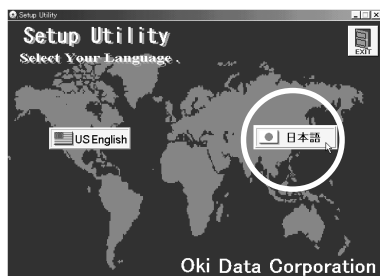 Setup Utility
Setup Utility
EXIT
Select Your Language .
US English
日本語
Oki Data Corporation